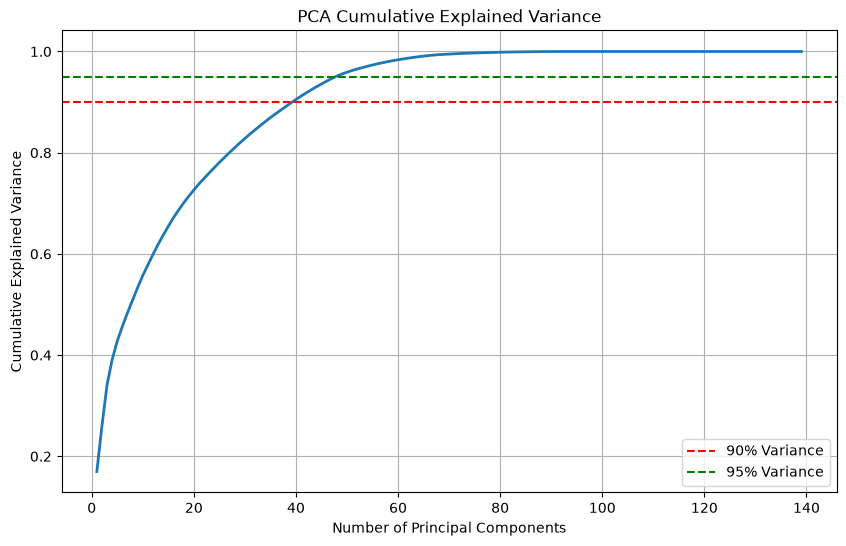 PCA Cumulative Explained Variance
1.0
0.8
0.6
0.4
0.2
Cumulative Explained Variance
0
20
40
60
80
100
120
140
Number of Principal Components
90% Variance
95% Variance